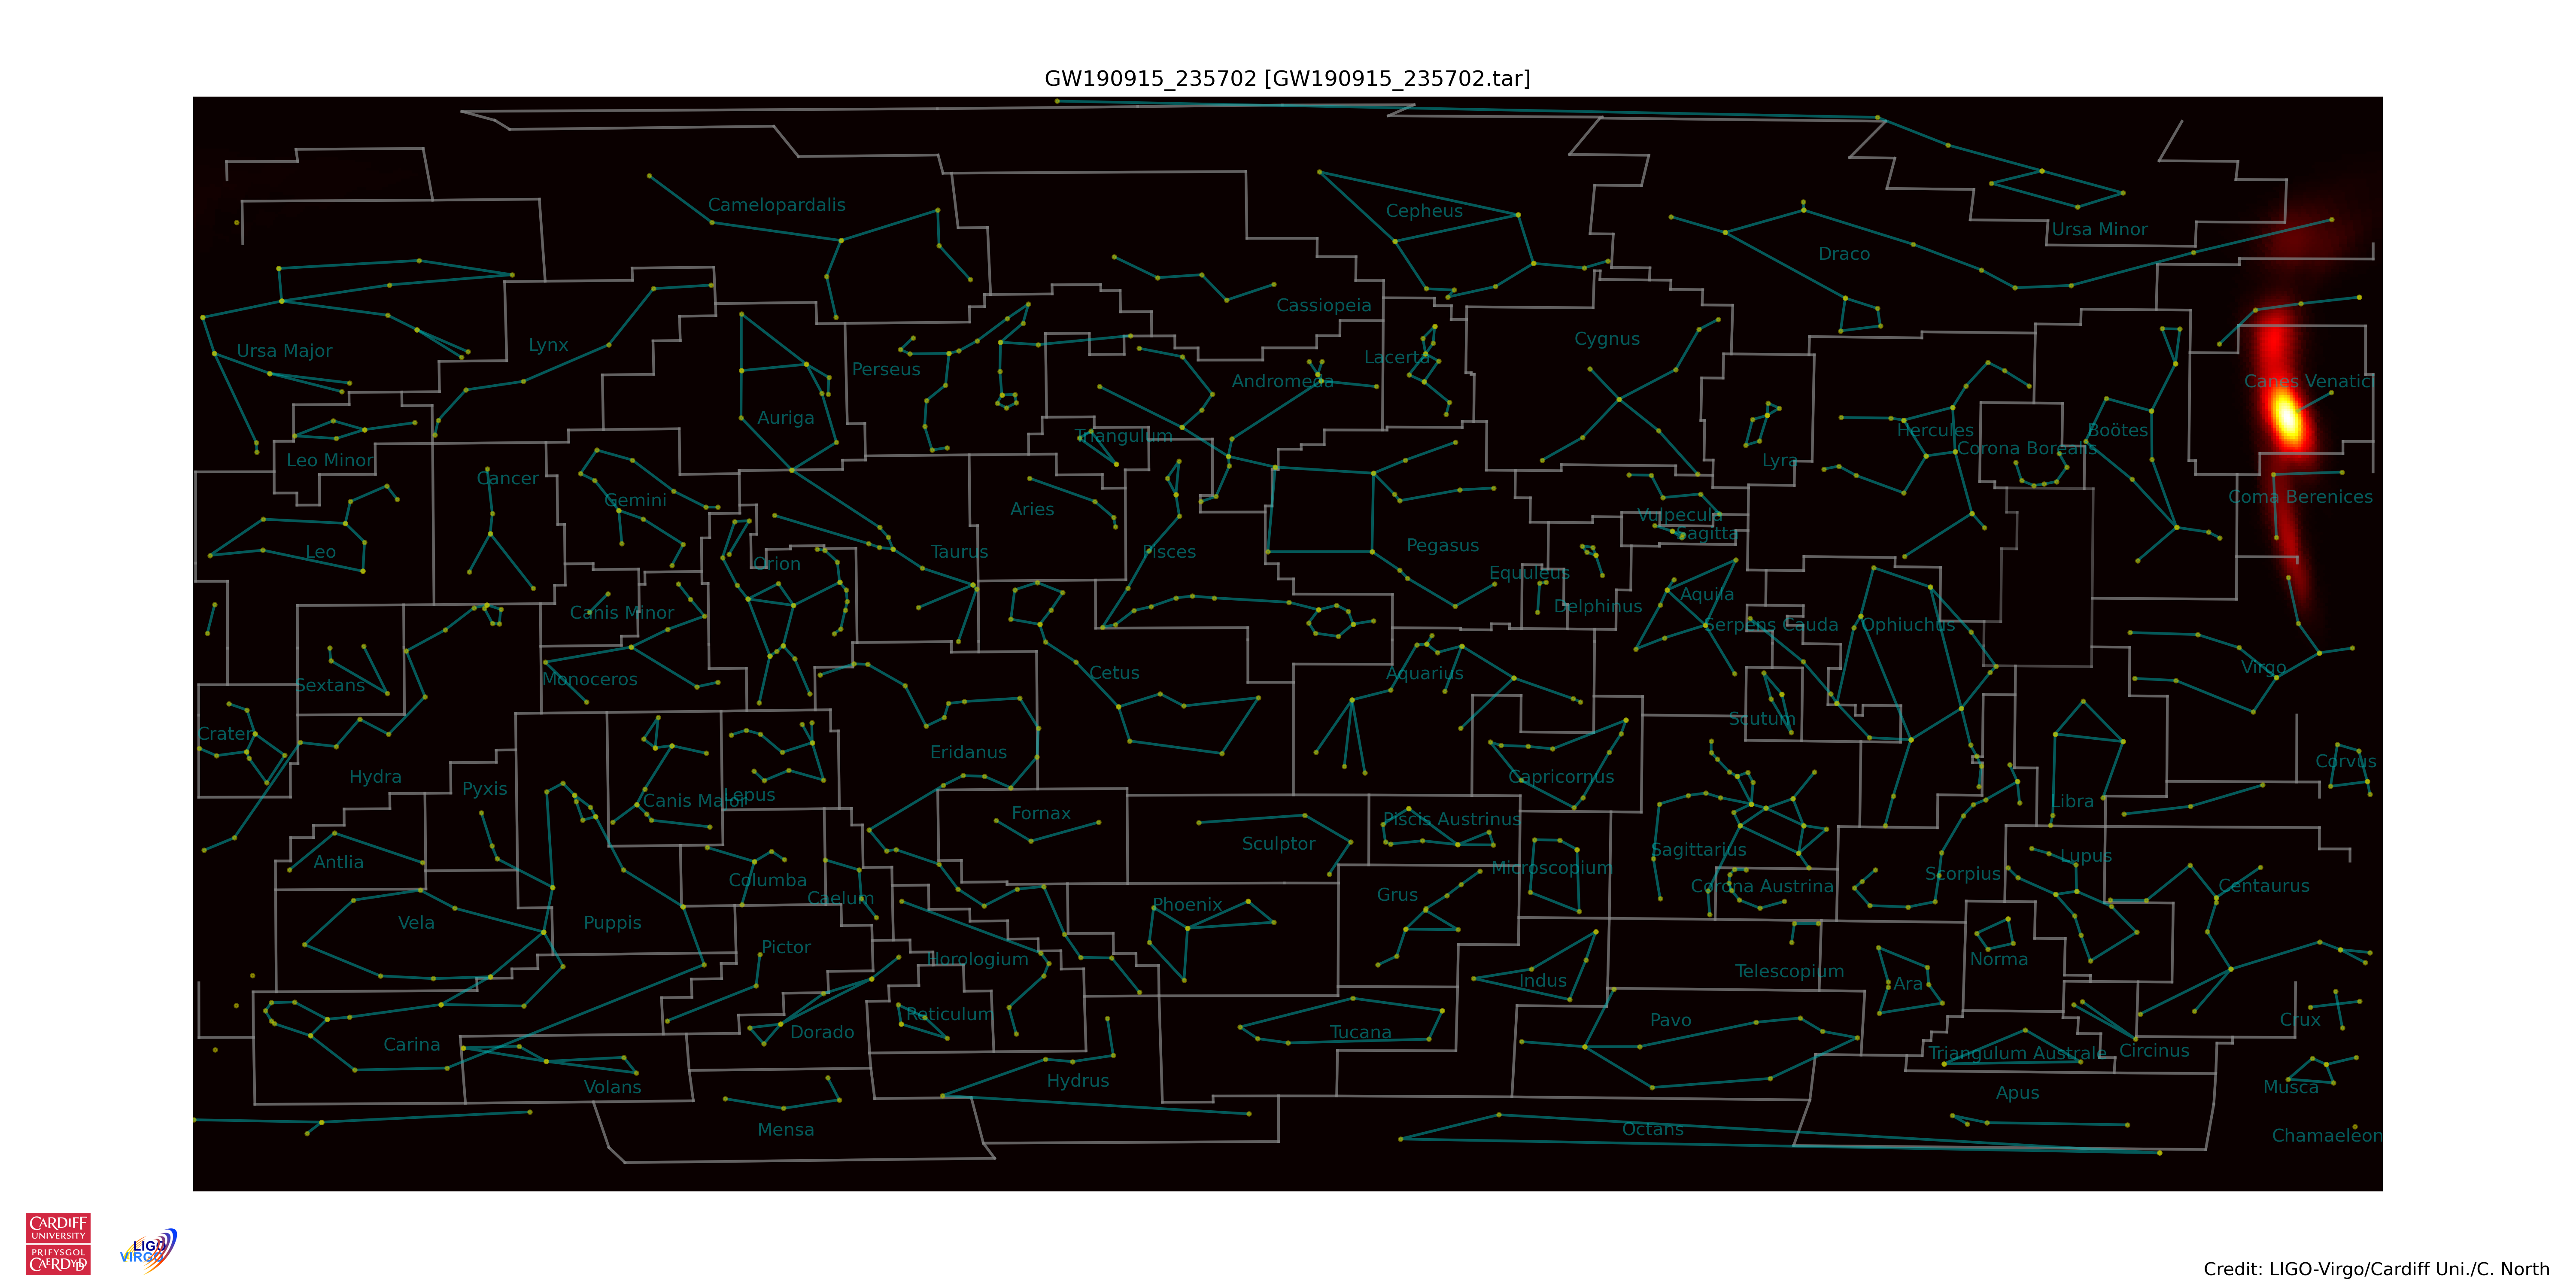 GW190915_235702 [GW190915_235702.tar]
Camelopardalis
Cepheus
Ursa Minor
Draco
Cassiopeia
Cygnus
Ursa Major
Lynx
Perseus
Lacerta
Andromeda
Canes Venatici
Auriga
Triangulum
Hercules
Boötes
Corona Borealis
Leo Minor
Lyra
Cancer
Gemini
Coma Berenices
Aries
Vulpecula
Sagitta
Leo
Orion
Taurus
Pisces
Pegasus
Equuleus
Canis Minor
Delphinus
Aquila
Serpens Cauda
Ophiuchus
Sextans
Monoceros
Cetus
Aquarius
Virgo
Crater
Scutum
Eridanus
Hydra
Capricornus
Corvus
Pyxis
Canis Major
Lepus
Libra
Fornax
Piscis Austrinus
Sculptor
Sagittarius
Antlia
Microscopium
Lupus
Columba
Caelum
Corona Austrina
Scorpius
Centaurus
Grus
Phoenix
Vela
Puppis
Pictor
Horologium
Norma
Telescopium
Indus
Ara
Reticulum
Dorado
Tucana
Pavo
Crux
Carina
Triangulum Australe
Circinus
Volans
Hydrus
Musca
Apus
Mensa
Octans
Chamaeleon
CARDIFF
UNIVERSITY
PRIFYSGOL
CAERDYDD
LIGO
VIRGO
Credit: LIGO-Virgo/Cardiff Uni./C. North